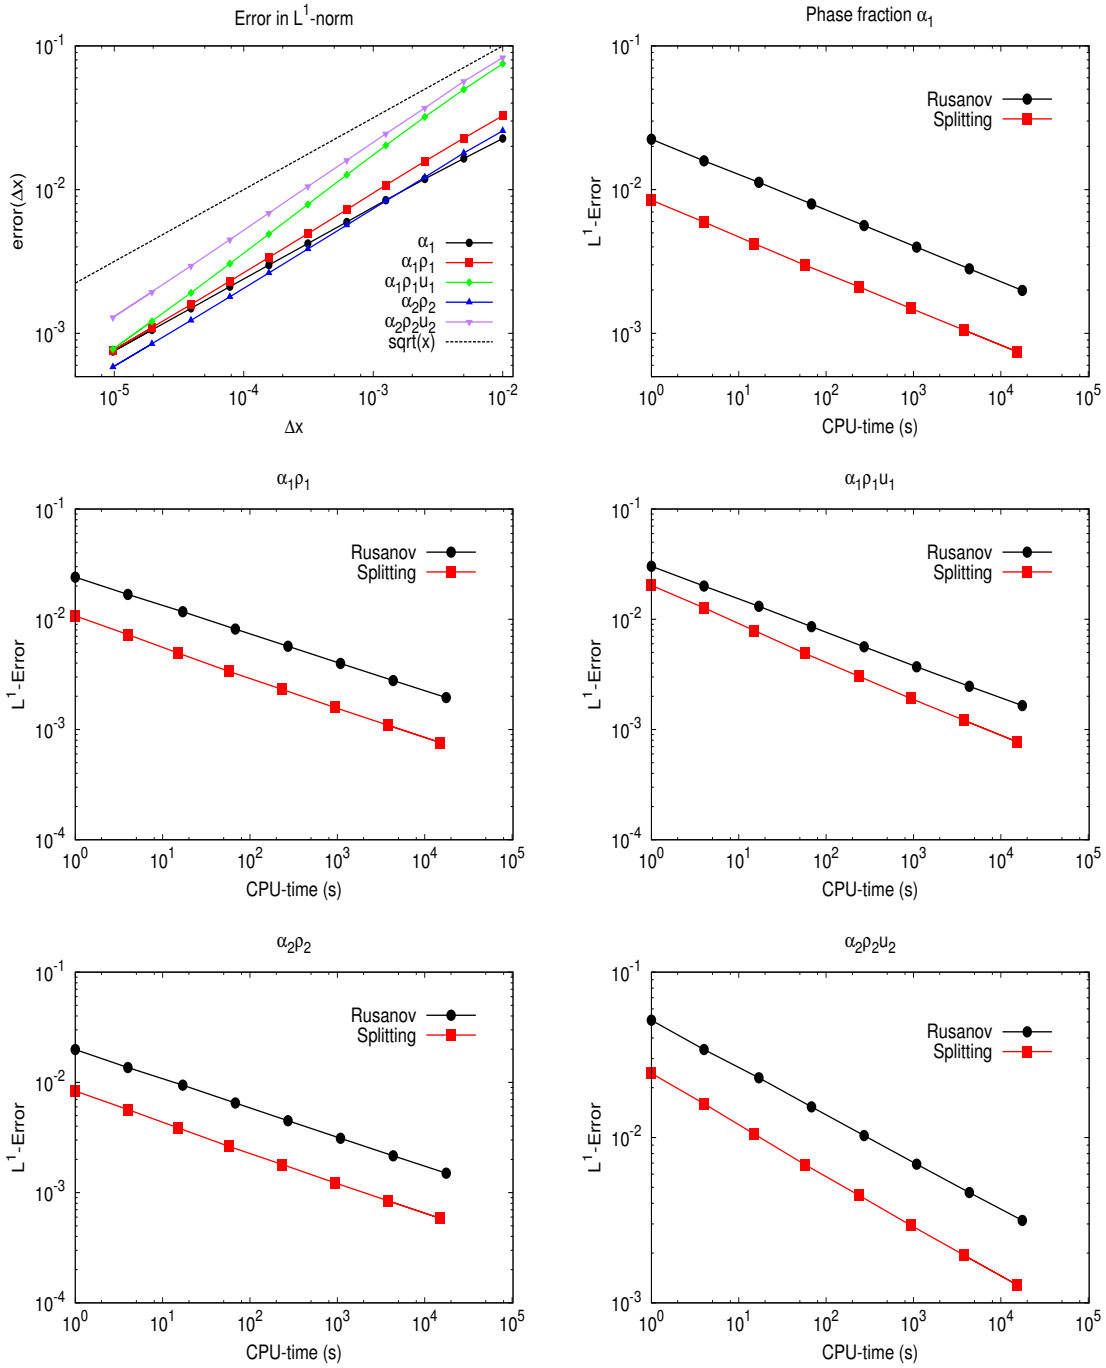 Error in L¹-norm
10⁻¹
10⁻²
10⁻³
error(Δx)
α₁
α₁ρ₁
α₁ρ₁u₁
α₂ρ₂
α₂ρ₂u₂
sqrt(x)
10⁻⁵ 10⁻⁴ 10⁻³ 10⁻²
Δx
Phase fraction α₁
10⁻¹
10⁻²
10⁻³
L¹-Error
Rusanov
Splitting
10⁰ 10¹ 10² 10³ 10⁴ 10⁵
CPU-time (s)
α₁ρ₁
10⁻¹
10⁻²
10⁻³
10⁻⁴
L¹-Error
Rusanov
Splitting
10⁰ 10¹ 10² 10³ 10⁴ 10⁵
CPU-time (s)
α₁ρ₁u₁
10⁻¹
10⁻²
10⁻³
10⁻⁴
L¹-Error
Rusanov
Splitting
10⁰ 10¹ 10² 10³ 10⁴ 10⁵
CPU-time (s)
α₂ρ₂
10⁻¹
10⁻²
10⁻³
10⁻⁴
L¹-Error
Rusanov
Splitting
10⁰ 10¹ 10² 10³ 10⁴ 10⁵
CPU-time (s)
α₂ρ₂u₂
10⁻¹
10⁻²
10⁻³
L¹-Error
Rusanov
Splitting
10⁰ 10¹ 10² 10³ 10⁴ 10⁵
CPU-time (s)